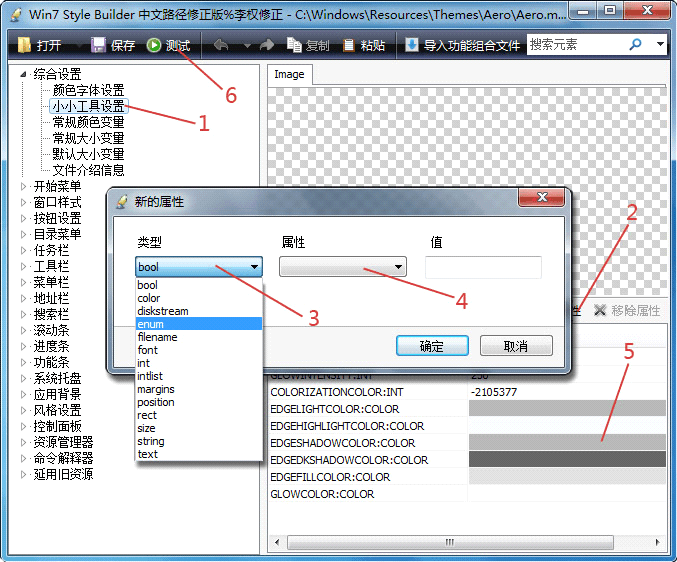 Win7 Style Builder 中文路径修正版%李权修正 - C:\Windows\Resources\Themes\Aero\Aero.m...
打开 保存 测试 复制 粘贴 导入功能组合文件 搜索元素
6
综合设置
颜色字体设置
小小工具设置
1
常规颜色变量
常规大小变量
默认大小变量
文件介绍信息
开始菜单
窗口样式
按钮设置
目录菜单
任务栏
工具栏
菜单栏
地址栏
搜索栏
滚动条
进度条
功能条
系统托盘
应用背景
风格设置
控制面板
资源管理器
命令解释器
延用旧资源
Image
2
新的属性
类型 属性 值
bool
3
4
bool
color
diskstream
enum
filename
font
int
intlist
margins
position
rect
size
string
text
确定 取消
移除属性
5
COLORIZATIONCOLOR:INT -2105377
EDGELIGHTCOLOR:COLOR
EDGEHIGHLIGHTCOLOR:COLOR
EDGESHADOWCOLOR:COLOR
EDGEDKSHADOWCOLOR:COLOR
EDGEFILLCOLOR:COLOR
GLOWCOLOR:COLOR